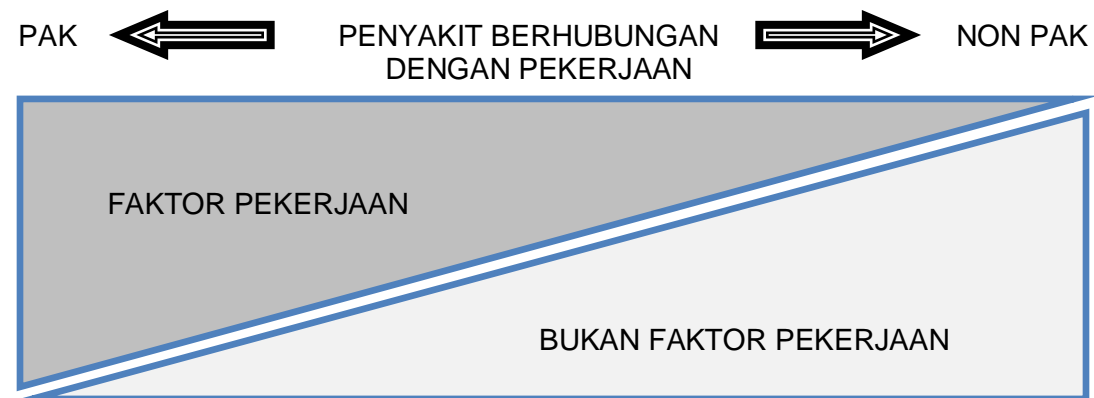 PAK PENYAKIT BERHUBUNGAN NON PAK
DENGAN PEKERJAAN
FAKTOR PEKERJAAN
BUKAN FAKTOR PEKERJAAN